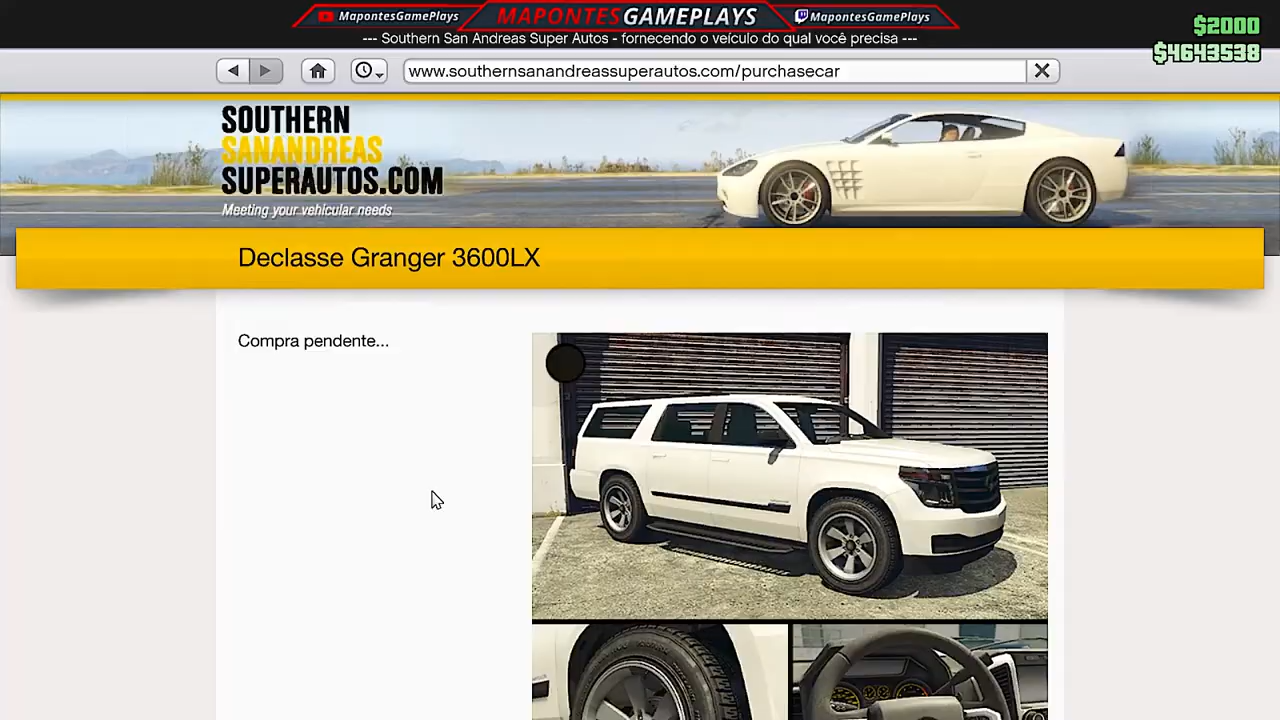 MapontesGamePlays
MAPONTESGAMEPLAYS
MapontesGamePlays
--- Southern San Andreas Super Autos - fornecendo o veículo do qual você precisa ---
$2000
$4643538
www.southernsanandreassuperautos.com/purchasecar
SOUTHERN
SANANDREAS
SUPERAUTOS.COM
Meeting your vehicular needs
Declasse Granger 3600LX
Compra pendente...